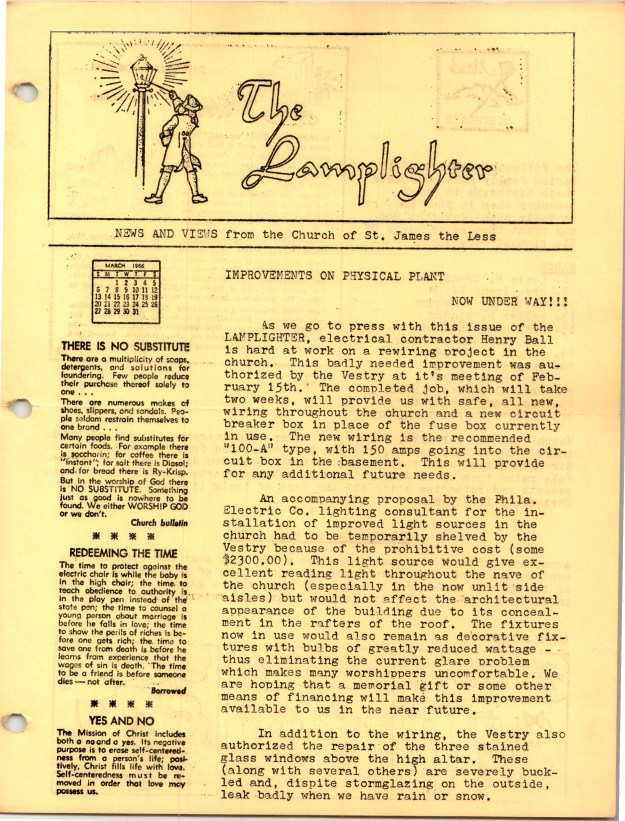 The
Lamplighter
NEWS AND VIEWS from the Church of St. James the Less
MARCH 1966
S M T W T F S
1 2 3 4 5
6 7 8 9 10 11 12
13 14 15 16 17 18 19
20 21 22 23 24 25 26
27 28 29 30 31
THERE IS NO SUBSTITUTE
There are a multiplicity of soaps,
detergents, and solutions for
laundering. Few people reduce
their purchase thereof solely to
one . . .
There are numerous makes of
shoes, slippers, and sandals. Peo-
ple seldom restrain themselves to
one brand . . .
Many people find substitutes for
certain foods. For example there
is saccharin; for coffee there is
"instant"; for salt there is Diasal;
and for bread there is Ry-Krisp.
But in the worship of God there
is NO SUBSTITUTE. Something
just as good is nowhere to be
found. We either WORSHIP GOD
or we don't.
Church bulletin
* * * *
REDEEMING THE TIME
The time to protect against the
electric chair is while the baby is
in the high chair; the time to
teach obedience to authority is
in the play pen instead of the
state pen; the time to counsel a
young person about marriage is
before he falls in love; the time
to show the perils of riches is be-
fore one gets rich; the time to
save one from death is before he
learns from experience that the
wages of sin is death. The time
to be a friend is before someone
dies — not after.
Borrowed
* * * *
YES AND NO
The Mission of Christ includes
both a no and a yes. Its negative
purpose is to erase self-centered-
ness from a person's life; posi-
tively, Christ fills life with love.
Self-centeredness must be re-
moved in order that love may
possess us.
IMPROVEMENTS ON PHYSICAL PLANT
NOW UNDER WAY!!!
As we go to press with this issue of the
LAMPLIGHTER, electrical contractor Henry Ball
is hard at work on a rewiring project in the
church. This badly needed improvement was au-
thorized by the Vestry at it's meeting of Feb-
ruary 15th. The completed job, which will take
two weeks, will provide us with safe, all new,
wiring throughout the church and a new circuit
breaker box in place of the fuse box currently
in use. The new wiring is the recommended
"100-A" type, with 150 amps going into the cir-
cuit box in the basement. This will provide
for any additional future needs.
An accompanying proposal by the Phila.
Electric Co. lighting consultant for the in-
stallation of improved light sources in the
church had to be temporarily shelved by the
Vestry because of the prohibitive cost (some
$2300.00). This light source would give ex-
cellent reading light throughout the nave of
the church (especially in the now unlit side
aisles) but would not affect the architectural
appearance of the building due to its conceal-
ment in the rafters of the roof. The fixtures
now in use would also remain as decorative fix-
tures with bulbs of greatly reduced wattage --
thus eliminating the current glare problem
which makes many worshippers uncomfortable. We
are hoping that a memorial gift or some other
means of financing will make this improvement
available to us in the near future.
In addition to the wiring, the Vestry also
authorized the repair of the three stained
glass windows above the high altar. These
(along with several others) are severely buck-
led and, dispite stormglazing on the outside,
leak badly when we have rain or snow.